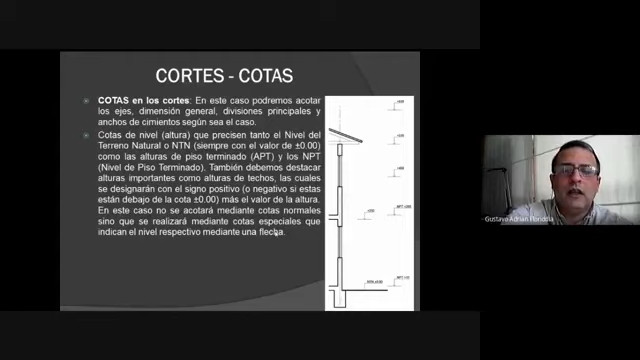 CORTES - COTAS
COTAS en los cortes: En este caso podremos acotar
los ejes, dimensión general, divisiones principales y
anchos de cimientos según sea el caso.
Cotas de nivel (altura) que precisen tanto el Nivel del
Terreno Natural o NTN (siempre con el valor de ±0.00)
como las alturas de piso terminado (APT) y los NPT
(Nivel de Piso Terminado). También debemos destacar
alturas importantes como alturas de techos, las cuales
se designarán con el signo positivo (o negativo si estas
están debajo de la cota ±0.00) más el valor de la altura.
En este caso no se acotará mediante cotas normales
sino que se realizará mediante cotas especiales que
indican el nivel respectivo mediante una flecha.
NTN ±0.00
Gustavo Adrian